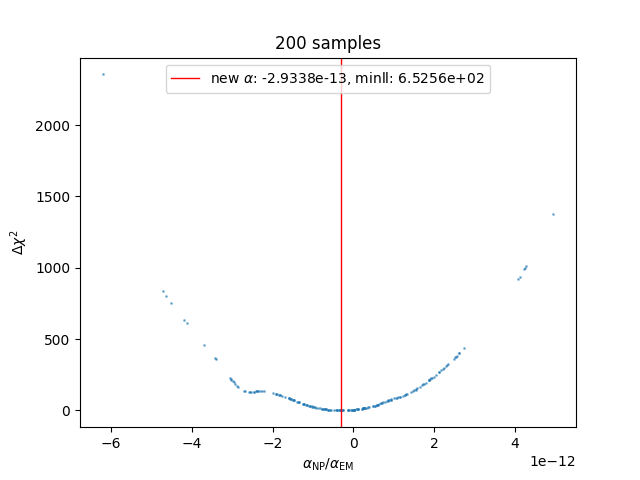 200 samples
new α: -2.9338e-13, minll: 6.5256e+02
Δχ²
2000
1500
1000
500
0
−6 −4 −2 0 2 4
1e−12
α_NP/α_EM